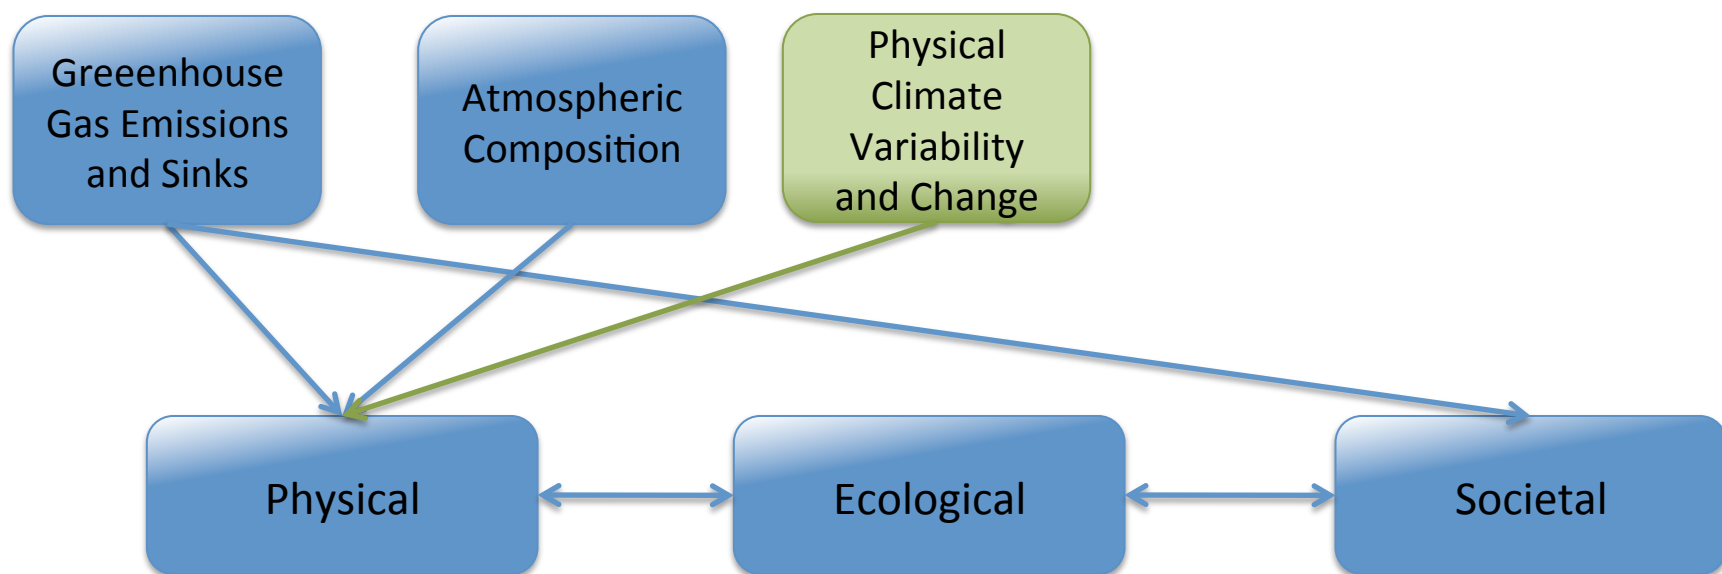 Greeenhouse
Gas Emissions
and Sinks
Atmospheric
Composition
Physical
Climate
Variability
and Change
Physical
Ecological
Societal